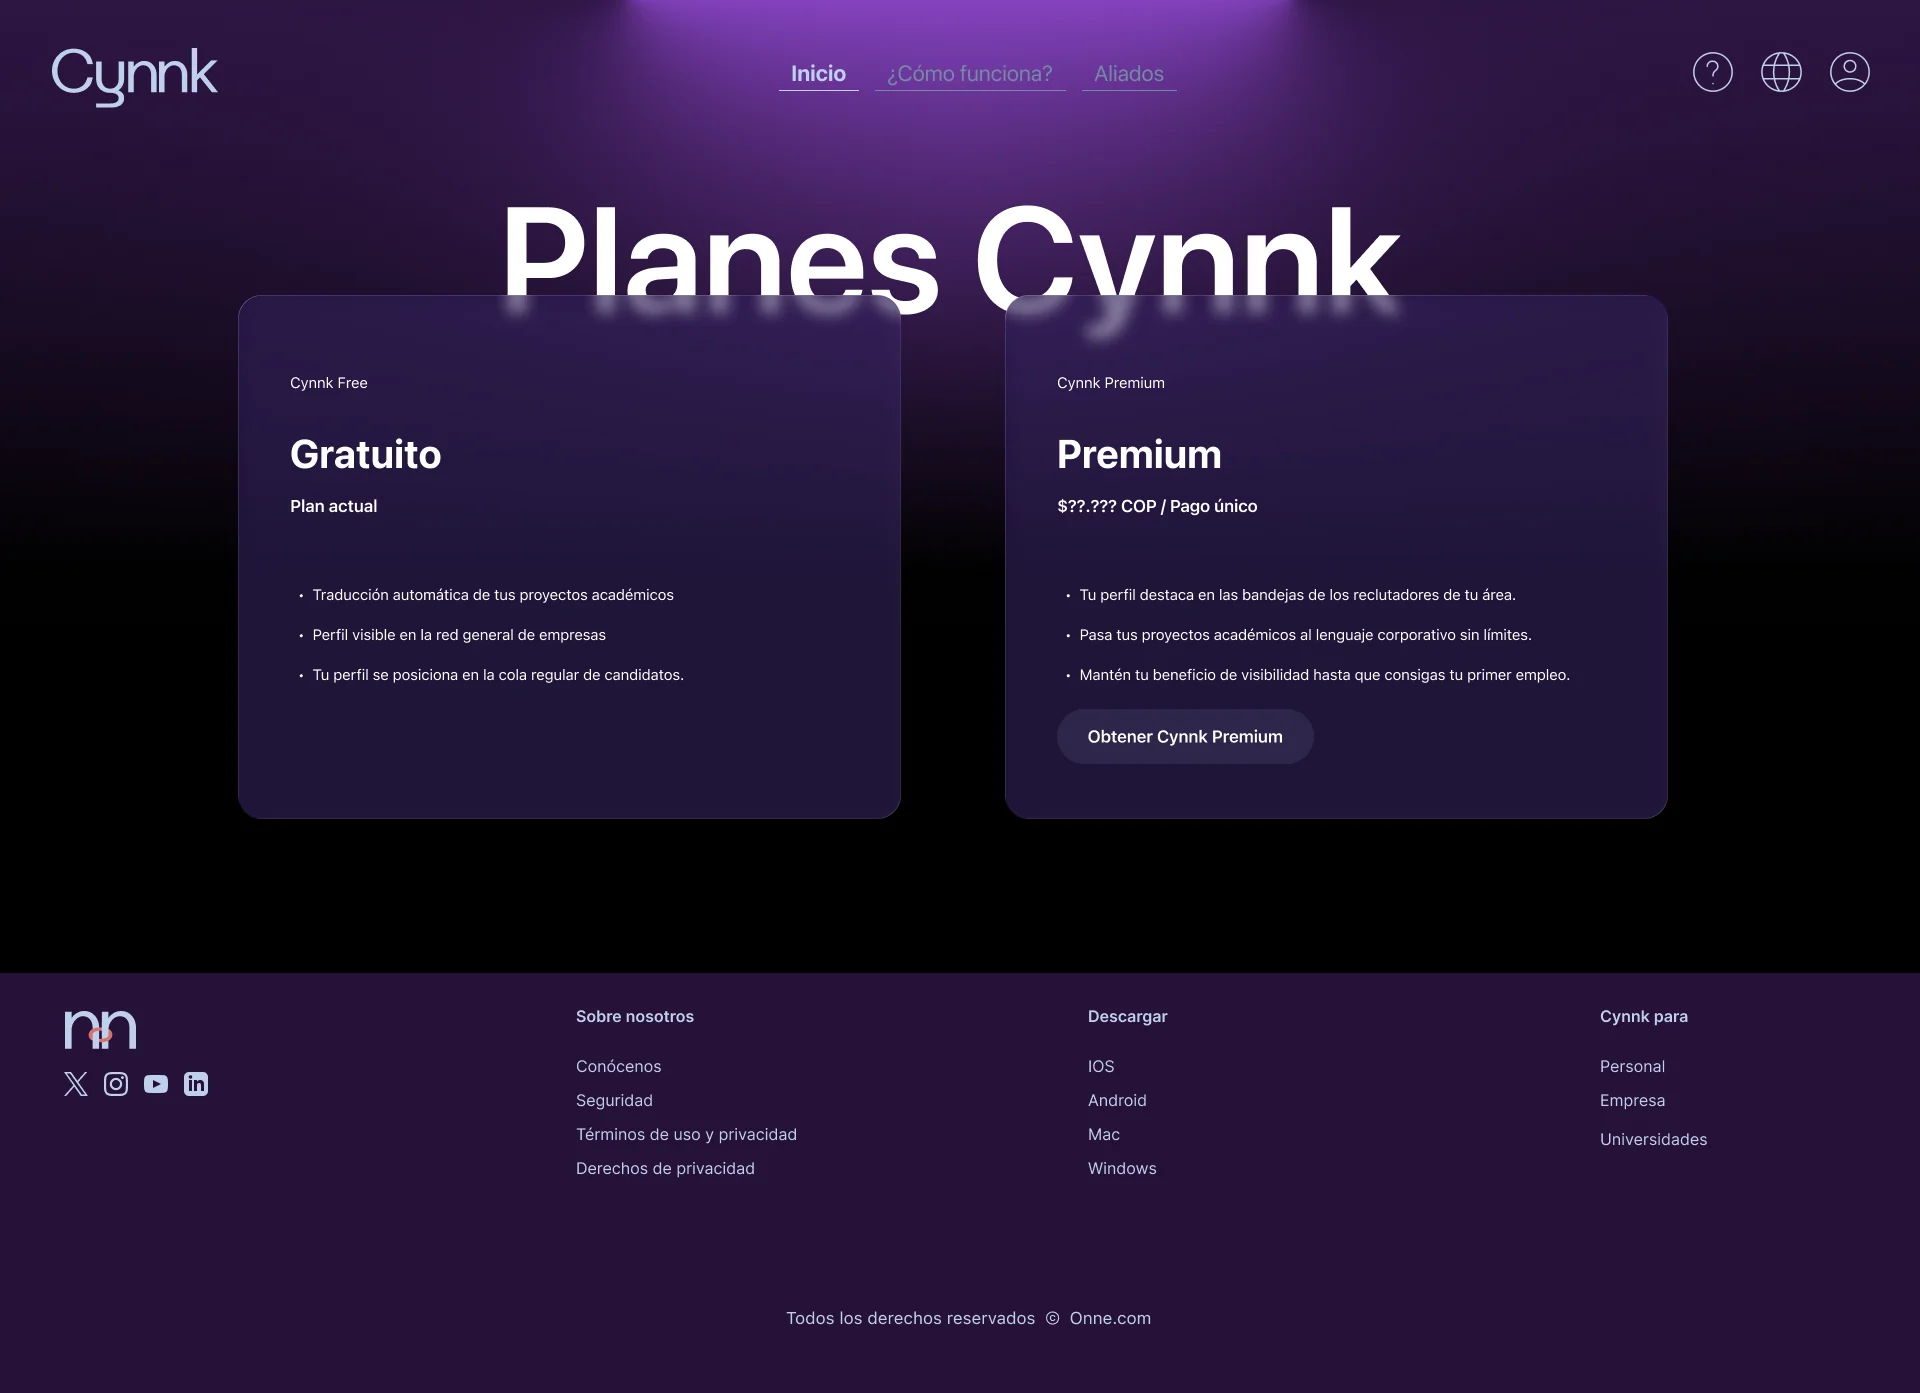 Cynnk
Inicio
¿Cómo funciona?
Aliados
Planes Cynnk
Cynnk Free
Gratuito
Plan actual
• Traducción automática de tus proyectos académicos
• Perfil visible en la red general de empresas
• Tu perfil se posiciona en la cola regular de candidatos.
Cynnk Premium
Premium
$??.??? COP / Pago único
• Tu perfil destaca en las bandejas de los reclutadores de tu área.
• Pasa tus proyectos académicos al lenguaje corporativo sin límites.
• Mantén tu beneficio de visibilidad hasta que consigas tu primer empleo.
Obtener Cynnk Premium
nn
Sobre nosotros
Conócenos
Seguridad
Términos de uso y privacidad
Derechos de privacidad
Descargar
IOS
Android
Mac
Windows
Cynnk para
Personal
Empresa
Universidades
Todos los derechos reservados © Onne.com